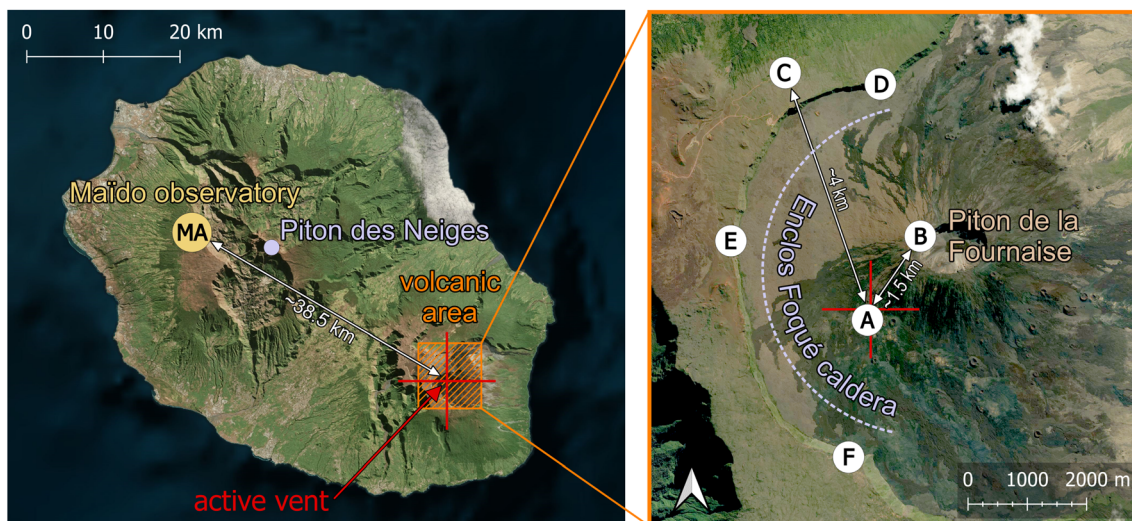 0 10 20 km
Maïdo observatory
MA
Piton des Neiges
~38.5 km
volcanic
area
active vent
C
D
~4 km
E
Enclos Foqué caldera
B
Piton de la
Fournaise
~1.5 km
A
F
0 1000 2000 m